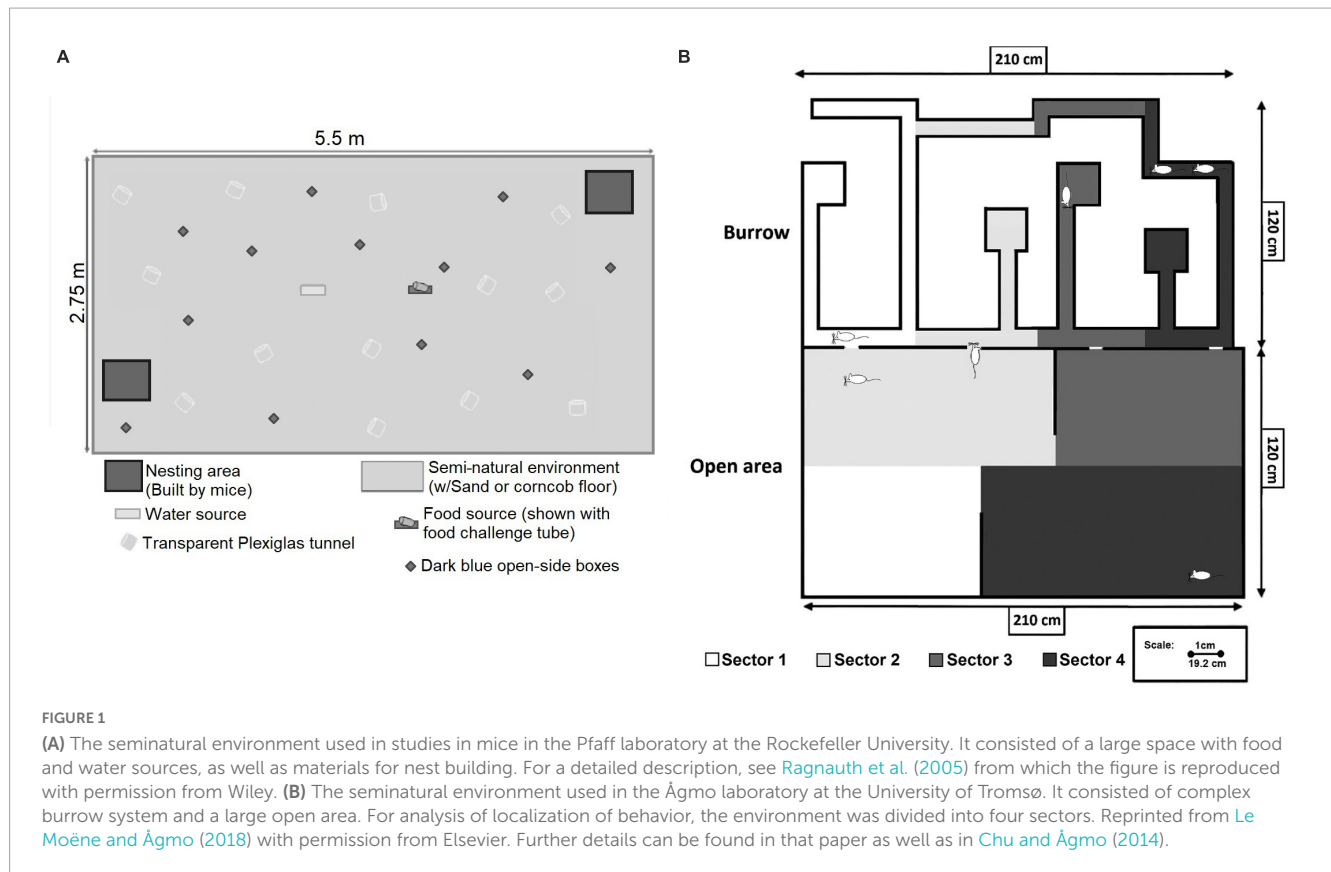 A
5.5 m
2.75 m
Nesting area
(Built by mice)
Water source
Transparent Plexiglas tunnel
Semi-natural environment
(w/Sand or corncob floor)
Food source (shown with
food challenge tube)
Dark blue open-side boxes
B
210 cm
Burrow
120 cm
Open area
120 cm
210 cm
Sector 1
Sector 2
Sector 3
Sector 4
Scale:
1cm
19.2 cm
FIGURE 1
(A) The seminatural environment used in studies in mice in the Pfaff laboratory at the Rockefeller University. It consisted of a large space with food
and water sources, as well as materials for nest building. For a detailed description, see Ragnauth et al. (2005) from which the figure is reproduced
with permission from Wiley. (B) The seminatural environment used in the Ågmo laboratory at the University of Tromsø. It consisted of complex
burrow system and a large open area. For analysis of localization of behavior, the environment was divided into four sectors. Reprinted from Le
Moëne and Ågmo (2018) with permission from Elsevier. Further details can be found in that paper as well as in Chu and Ågmo (2014).